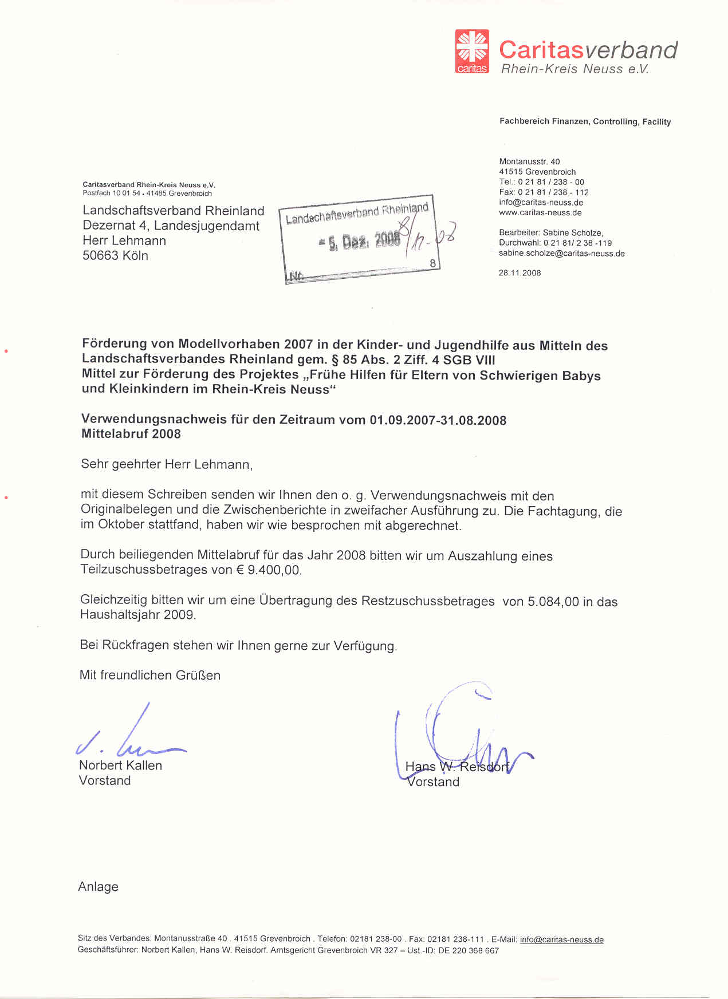 caritas
Caritasverband
Rhein-Kreis Neuss e.V.
Fachbereich Finanzen, Controlling, Facility
Montanusstr. 40
41515 Grevenbroich
Tel.: 0 21 81 / 238 - 00
Fax: 0 21 81 / 238 - 112
info@caritas-neuss.de
www.caritas-neuss.de
Bearbeiter: Sabine Scholze,
Durchwahl: 0 21 81/ 2 38 -119
sabine.scholze@caritas-neuss.de
28.11.2008
Caritasverband Rhein-Kreis Neuss e.V.
Postfach 10 01 54 • 41485 Grevenbroich
Landschaftsverband Rheinland
Dezernat 4, Landesjugendamt
Herr Lehmann
50663 Köln
Landschaftsverband Rheinland
- 5. Dez. 2008
8
Nr.
Förderung von Modellvorhaben 2007 in der Kinder- und Jugendhilfe aus Mitteln des
Landschaftsverbandes Rheinland gem. § 85 Abs. 2 Ziff. 4 SGB VIII
Mittel zur Förderung des Projektes „Frühe Hilfen für Eltern von Schwierigen Babys
und Kleinkindern im Rhein-Kreis Neuss“
Verwendungsnachweis für den Zeitraum vom 01.09.2007-31.08.2008
Mittelabruf 2008
Sehr geehrter Herr Lehmann,
mit diesem Schreiben senden wir Ihnen den o. g. Verwendungsnachweis mit den
Originalbelegen und die Zwischenberichte in zweifacher Ausführung zu. Die Fachtagung, die
im Oktober stattfand, haben wir wie besprochen mit abgerechnet.
Durch beiliegenden Mittelabruf für das Jahr 2008 bitten wir um Auszahlung eines
Teilzuschussbetrages von € 9.400,00.
Gleichzeitig bitten wir um eine Übertragung des Restzuschussbetrages von 5.084,00 in das
Haushaltsjahr 2009.
Bei Rückfragen stehen wir Ihnen gerne zur Verfügung.
Mit freundlichen Grüßen
Norbert Kallen
Vorstand
Hans W. Reisdorf
Vorstand
Anlage
Sitz des Verbandes: Montanusstraße 40 . 41515 Grevenbroich . Telefon: 02181 238-00 . Fax: 02181 238-111 . E-Mail: info@caritas-neuss.de
Geschäftsführer: Norbert Kallen, Hans W. Reisdorf. Amtsgericht Grevenbroich VR 327 – Ust.-ID: DE 220 368 667